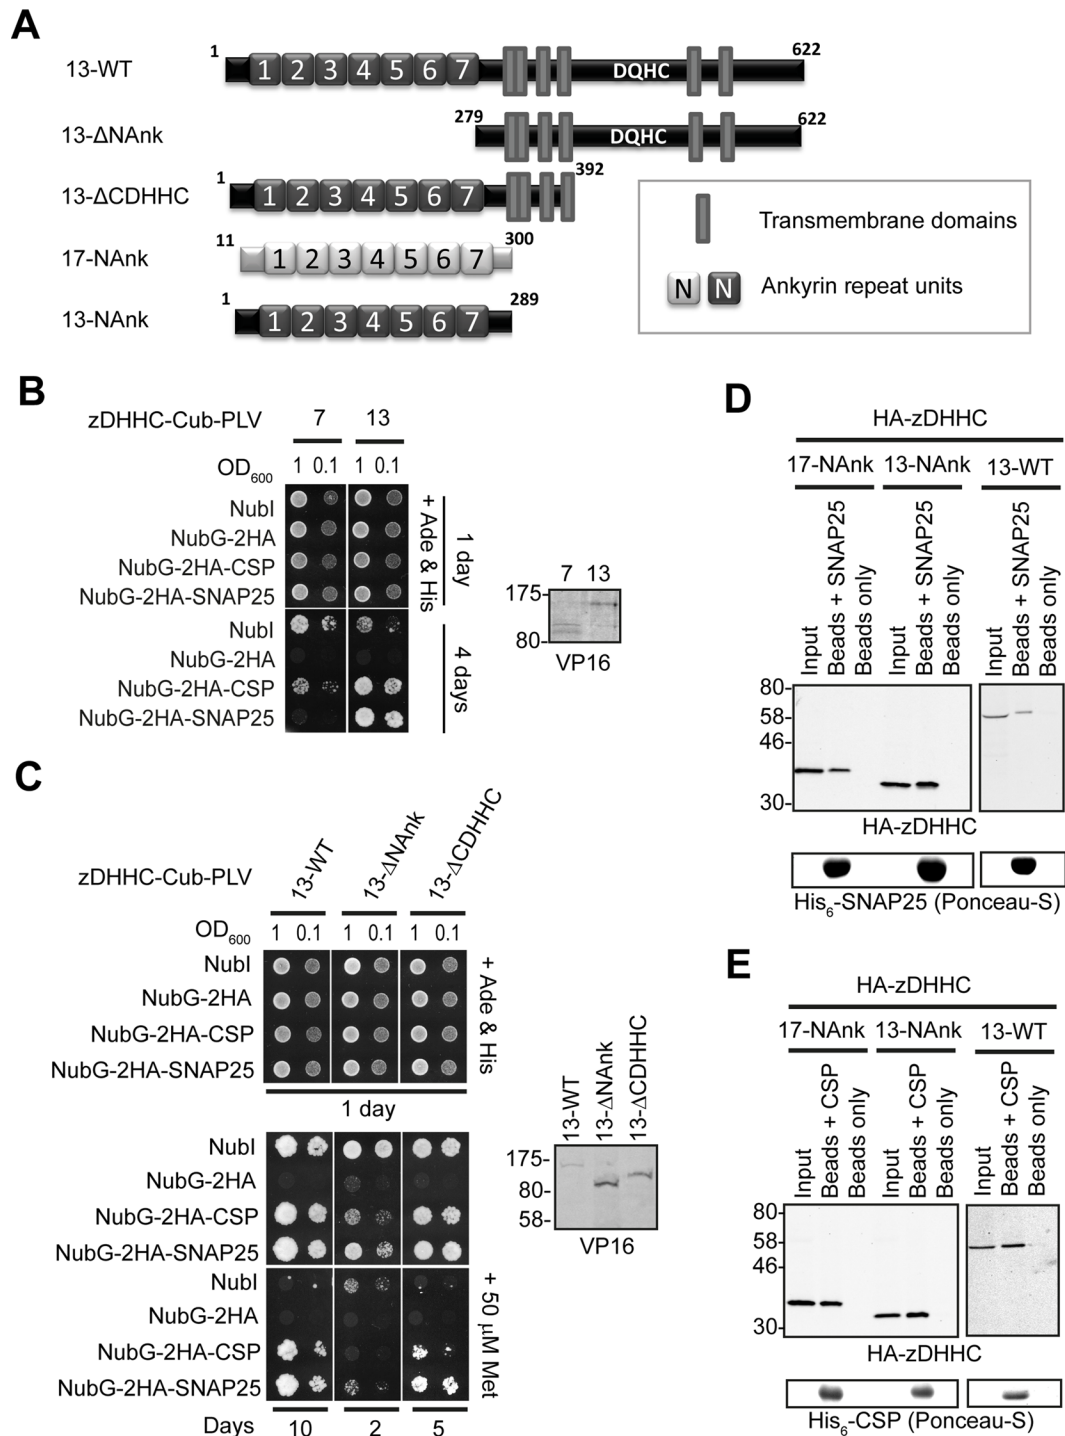 A
13-WT
1
1 2 3 4 5 6 7
DQHC
622
13-ΔNAnk
279
DQHC
622
13-ΔCDHHC
1
1 2 3 4 5 6 7
392
17-NAnk
11
1 2 3 4 5 6 7
300
13-NAnk
1
1 2 3 4 5 6 7
289
Transmembrane domains
N N Ankyrin repeat units
B
zDHHC-Cub-PLV 7 13
OD600 1 0.1 1 0.1
NubI
NubG-2HA
NubG-2HA-CSP
NubG-2HA-SNAP25
+ Ade & His
1 day
NubI
NubG-2HA
NubG-2HA-CSP
NubG-2HA-SNAP25
4 days
7 13
175-
80-
VP16
C
zDHHC-Cub-PLV
13-WT
13-ΔNAnk
13-ΔCDHHC
OD600 1 0.1 1 0.1 1 0.1
NubI
NubG-2HA
NubG-2HA-CSP
NubG-2HA-SNAP25
+ Ade & His
1 day
NubI
NubG-2HA
NubG-2HA-CSP
NubG-2HA-SNAP25
NubI
NubG-2HA
NubG-2HA-CSP
NubG-2HA-SNAP25
+ 50 µM Met
Days 10 2 5
13-WT
13-ΔNAnk
13-ΔCDHHC
175-
80-
58-
VP16
D
HA-zDHHC
17-NAnk 13-NAnk 13-WT
Input
Beads + SNAP25
Beads only
Input
Beads + SNAP25
Beads only
Input
Beads + SNAP25
Beads only
80-
58-
46-
30-
HA-zDHHC
His6-SNAP25 (Ponceau-S)
E
HA-zDHHC
17-NAnk 13-NAnk 13-WT
Input
Beads + CSP
Beads only
Input
Beads + CSP
Beads only
Input
Beads + CSP
Beads only
80-
58-
46-
30-
HA-zDHHC
His6-CSP (Ponceau-S)